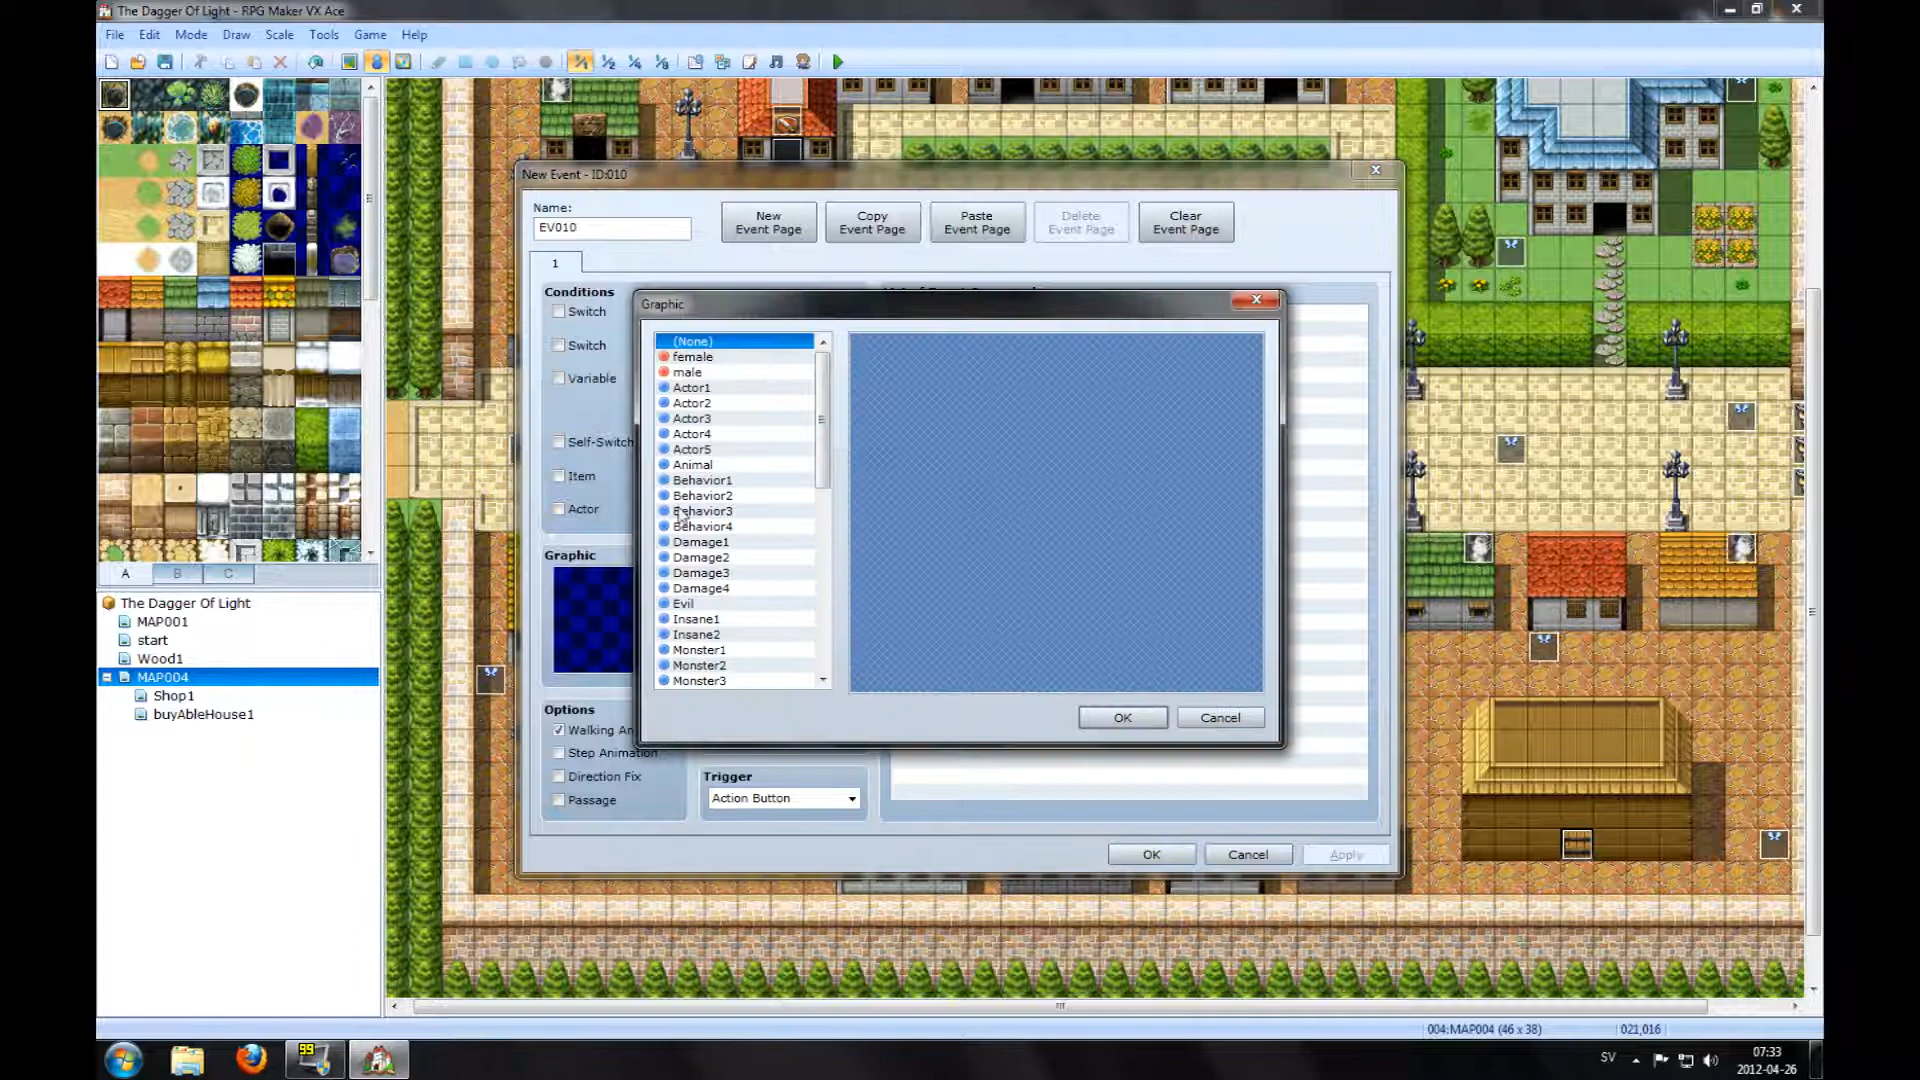 The Dagger Of Light - RPG Maker VX Ace
File Edit Mode Draw Scale Tools Game Help
New Event - ID:010
Name:
EV010
New
Event Page
Copy
Event Page
Paste
Event Page
Delete
Event Page
Clear
Event Page
1
Conditions
Switch
Switch
Variable
Self-Switch
Item
Actor
Graphic
Options
Step Animation
Direction Fix
Passage
Trigger
Action Button
OK Cancel Apply
Graphic
(None)
female
male
Actor1
Actor2
Actor3
Actor4
Actor5
Animal
Behavior1
Behavior2
Behavior3
Behavior4
Damage1
Damage2
Damage3
Damage4
Evil
Insane1
Insane2
Monster1
Monster2
Monster3
OK Cancel
A B C
The Dagger Of Light
MAP001
start
Wood1
MAP004
Shop1
buyAbleHouse1
004:MAP004 (46 x 38) 021,016
99
SV
07:33
2012-04-26